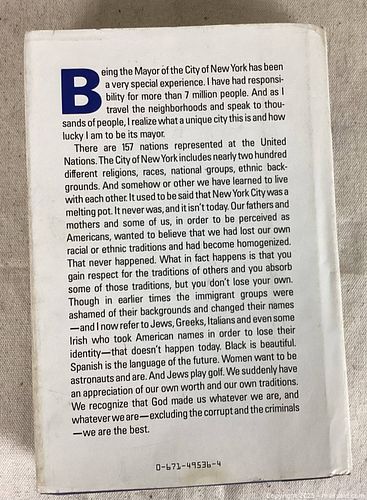 Being the Mayor of the City of New York has been
a very special experience. I have had responsi-
bility for more than 7 million people. And as I
travel the neighborhoods and speak to thou-
sands of people, I realize what a unique city this is and how
lucky I am to be its mayor.
There are 157 nations represented at the United
Nations. The City of New York includes nearly two hundred
different religions, races, national groups, ethnic back-
grounds. And somehow or other we have learned to live
with each other. It used to be said that New York City was a
melting pot. It never was, and it isn't today. Our fathers and
mothers and some of us, in order to be perceived as
Americans, wanted to believe that we had lost our own
racial or ethnic traditions and had become homogenized.
That never happened. What in fact happens is that you
gain respect for the traditions of others and you absorb
some of those traditions, but you don't lose your own.
Though in earlier times the immigrant groups were
ashamed of their backgrounds and changed their names
—and I now refer to Jews, Greeks, Italians and even some
Irish who took American names in order to lose their
identity—that doesn't happen today. Black is beautiful.
Spanish is the language of the future. Women want to be
astronauts and are. And Jews play golf. We suddenly have
an appreciation of our own worth and our own traditions.
We recognize that God made us whatever we are, and
whatever we are—excluding the corrupt and the criminals
—we are the best.
0-671-49536-4